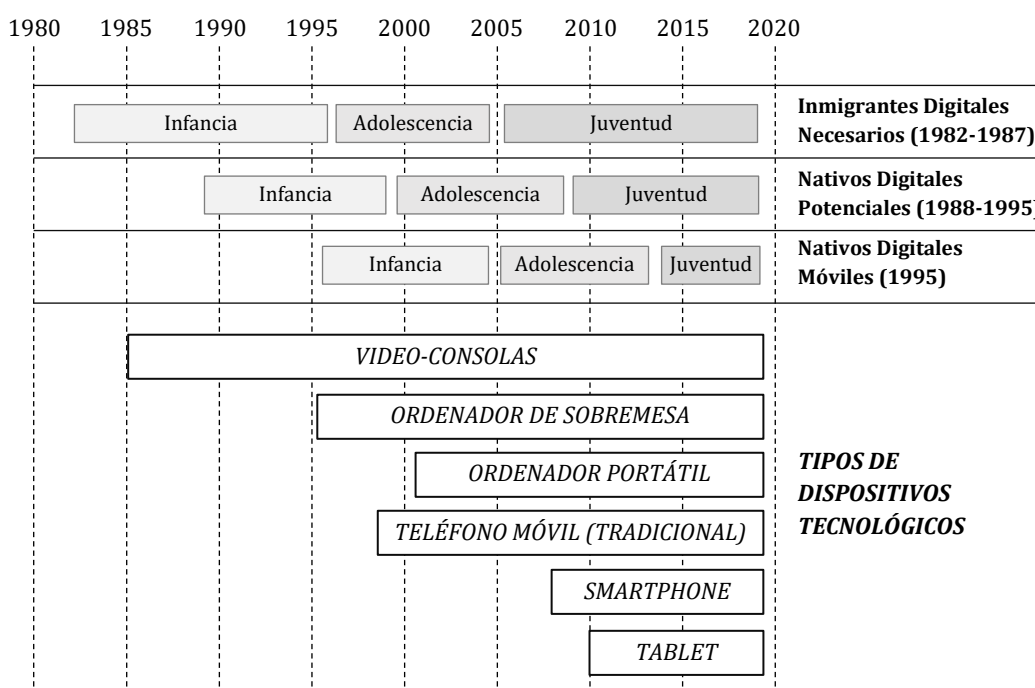 1980 1985 1990 1995 2000 2005 2010 2015 2020
Infancia Adolescencia Juventud
Inmigrantes Digitales
Necesarios (1982-1987)
Infancia Adolescencia Juventud
Nativos Digitales
Potenciales (1988-1995)
Infancia Adolescencia Juventud
Nativos Digitales
Móviles (1995)
VIDEO-CONSOLAS
ORDENADOR DE SOBREMESA
ORDENADOR PORTÁTIL
TELÉFONO MÓVIL (TRADICIONAL)
SMARTPHONE
TABLET
TIPOS DE
DISPOSITIVOS
TECNOLÓGICOS